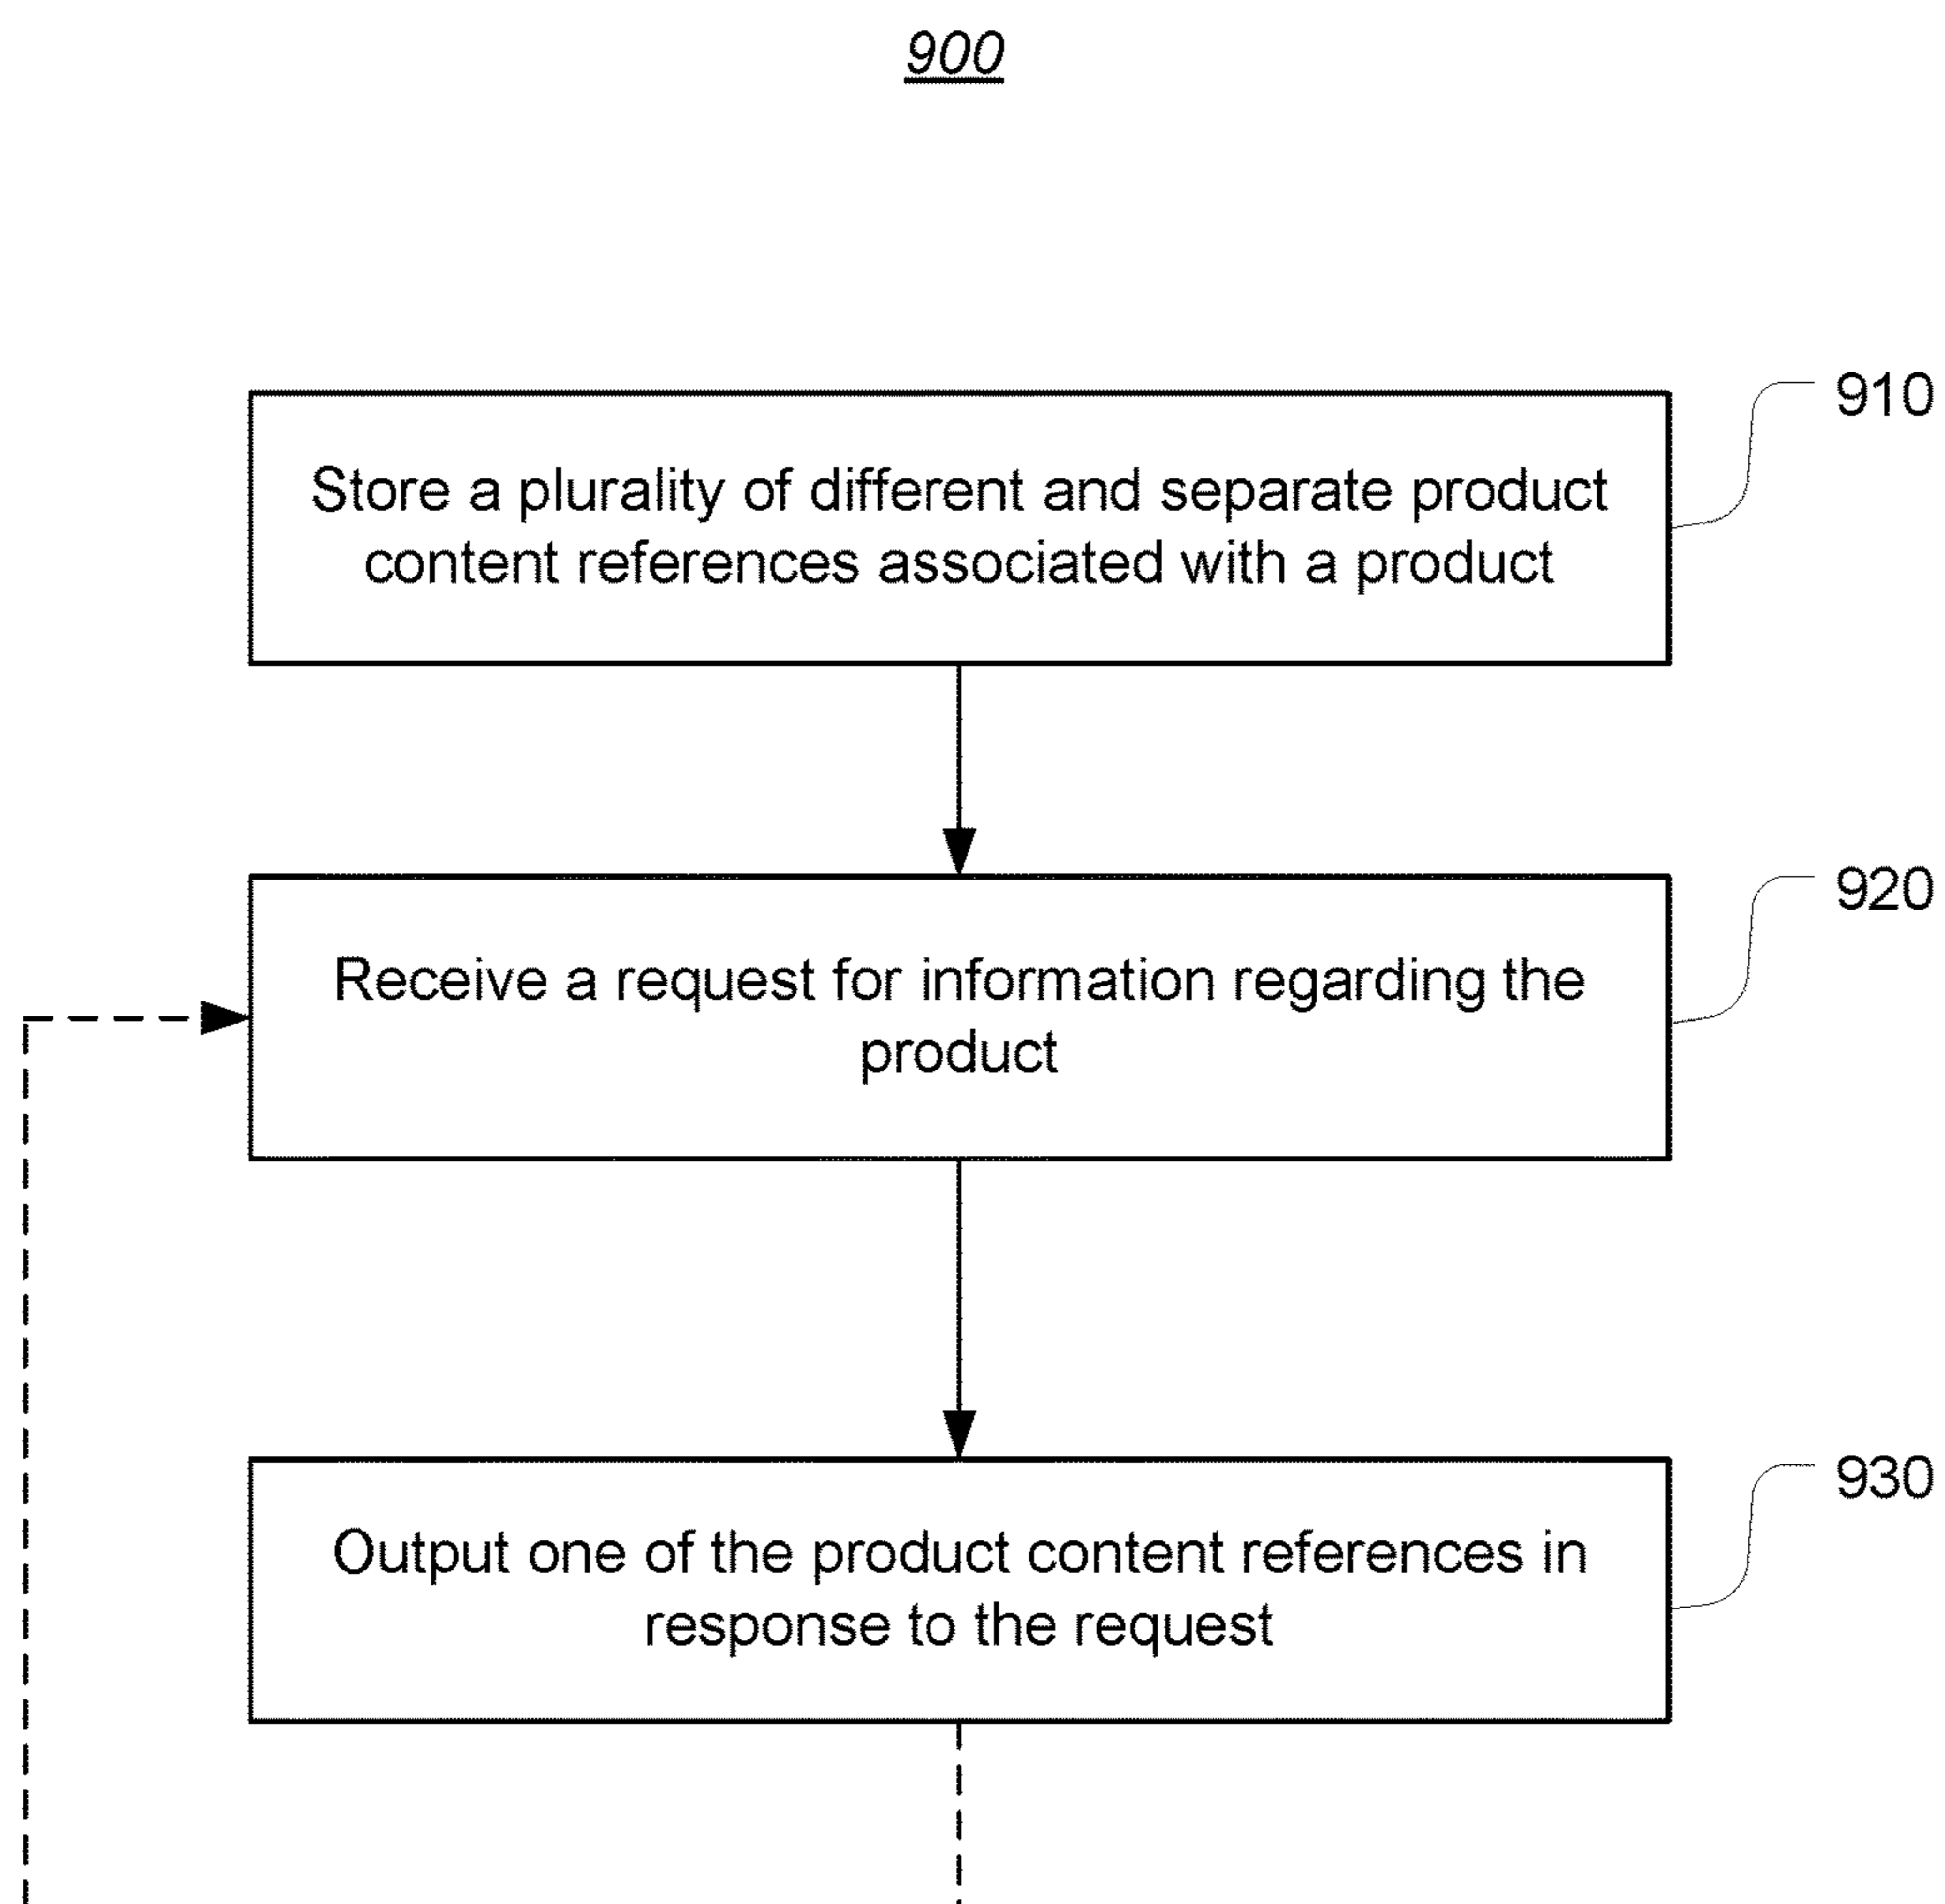 900
910
Store a plurality of different and separate product
content references associated with a product
920
Receive a request for information regarding the
product
930
Output one of the product content references in
response to the request